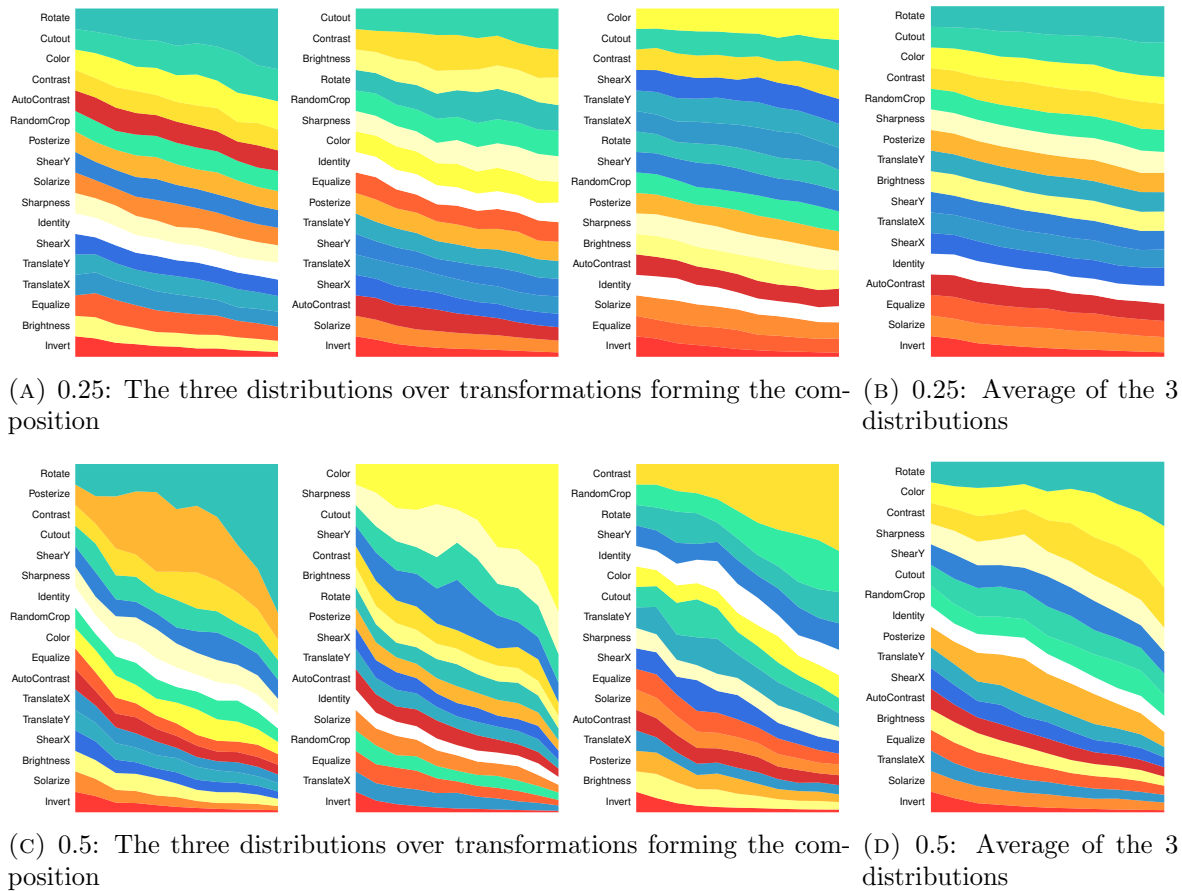 Rotate
Cutout
Color
Contrast
AutoContrast
RandomCrop
Posterize
ShearY
Solarize
Sharpness
Identity
ShearX
TranslateY
TranslateX
Equalize
Brightness
Invert
Cutout
Contrast
Brightness
Rotate
RandomCrop
Sharpness
Color
Identity
Equalize
Posterize
TranslateY
ShearY
TranslateX
ShearX
AutoContrast
Solarize
Invert
Color
Cutout
Contrast
ShearX
TranslateY
TranslateX
Rotate
ShearY
RandomCrop
Posterize
Sharpness
Brightness
AutoContrast
Identity
Solarize
Equalize
Invert
(A) 0.25: The three distributions over transformations forming the com-
position
Rotate
Cutout
Color
Contrast
RandomCrop
Sharpness
Posterize
TranslateY
Brightness
ShearY
TranslateX
ShearX
Identity
AutoContrast
Equalize
Solarize
Invert
(B) 0.25: Average of the 3
distributions
Rotate
Posterize
Contrast
Cutout
ShearY
Sharpness
Identity
RandomCrop
Color
Equalize
AutoContrast
TranslateX
TranslateY
ShearX
Brightness
Solarize
Invert
Color
Sharpness
Cutout
ShearY
Contrast
Brightness
Rotate
Posterize
ShearX
TranslateY
AutoContrast
Identity
Solarize
RandomCrop
Equalize
TranslateX
Invert
Contrast
RandomCrop
Rotate
ShearY
Identity
Color
Cutout
TranslateY
Sharpness
ShearX
Equalize
Solarize
AutoContrast
TranslateX
Posterize
Brightness
Invert
(C) 0.5: The three distributions over transformations forming the com-
position
Rotate
Color
Contrast
Sharpness
ShearY
Cutout
RandomCrop
Identity
Posterize
TranslateY
ShearX
AutoContrast
Brightness
Equalize
TranslateX
Solarize
Invert
(D) 0.5: Average of the 3
distributions